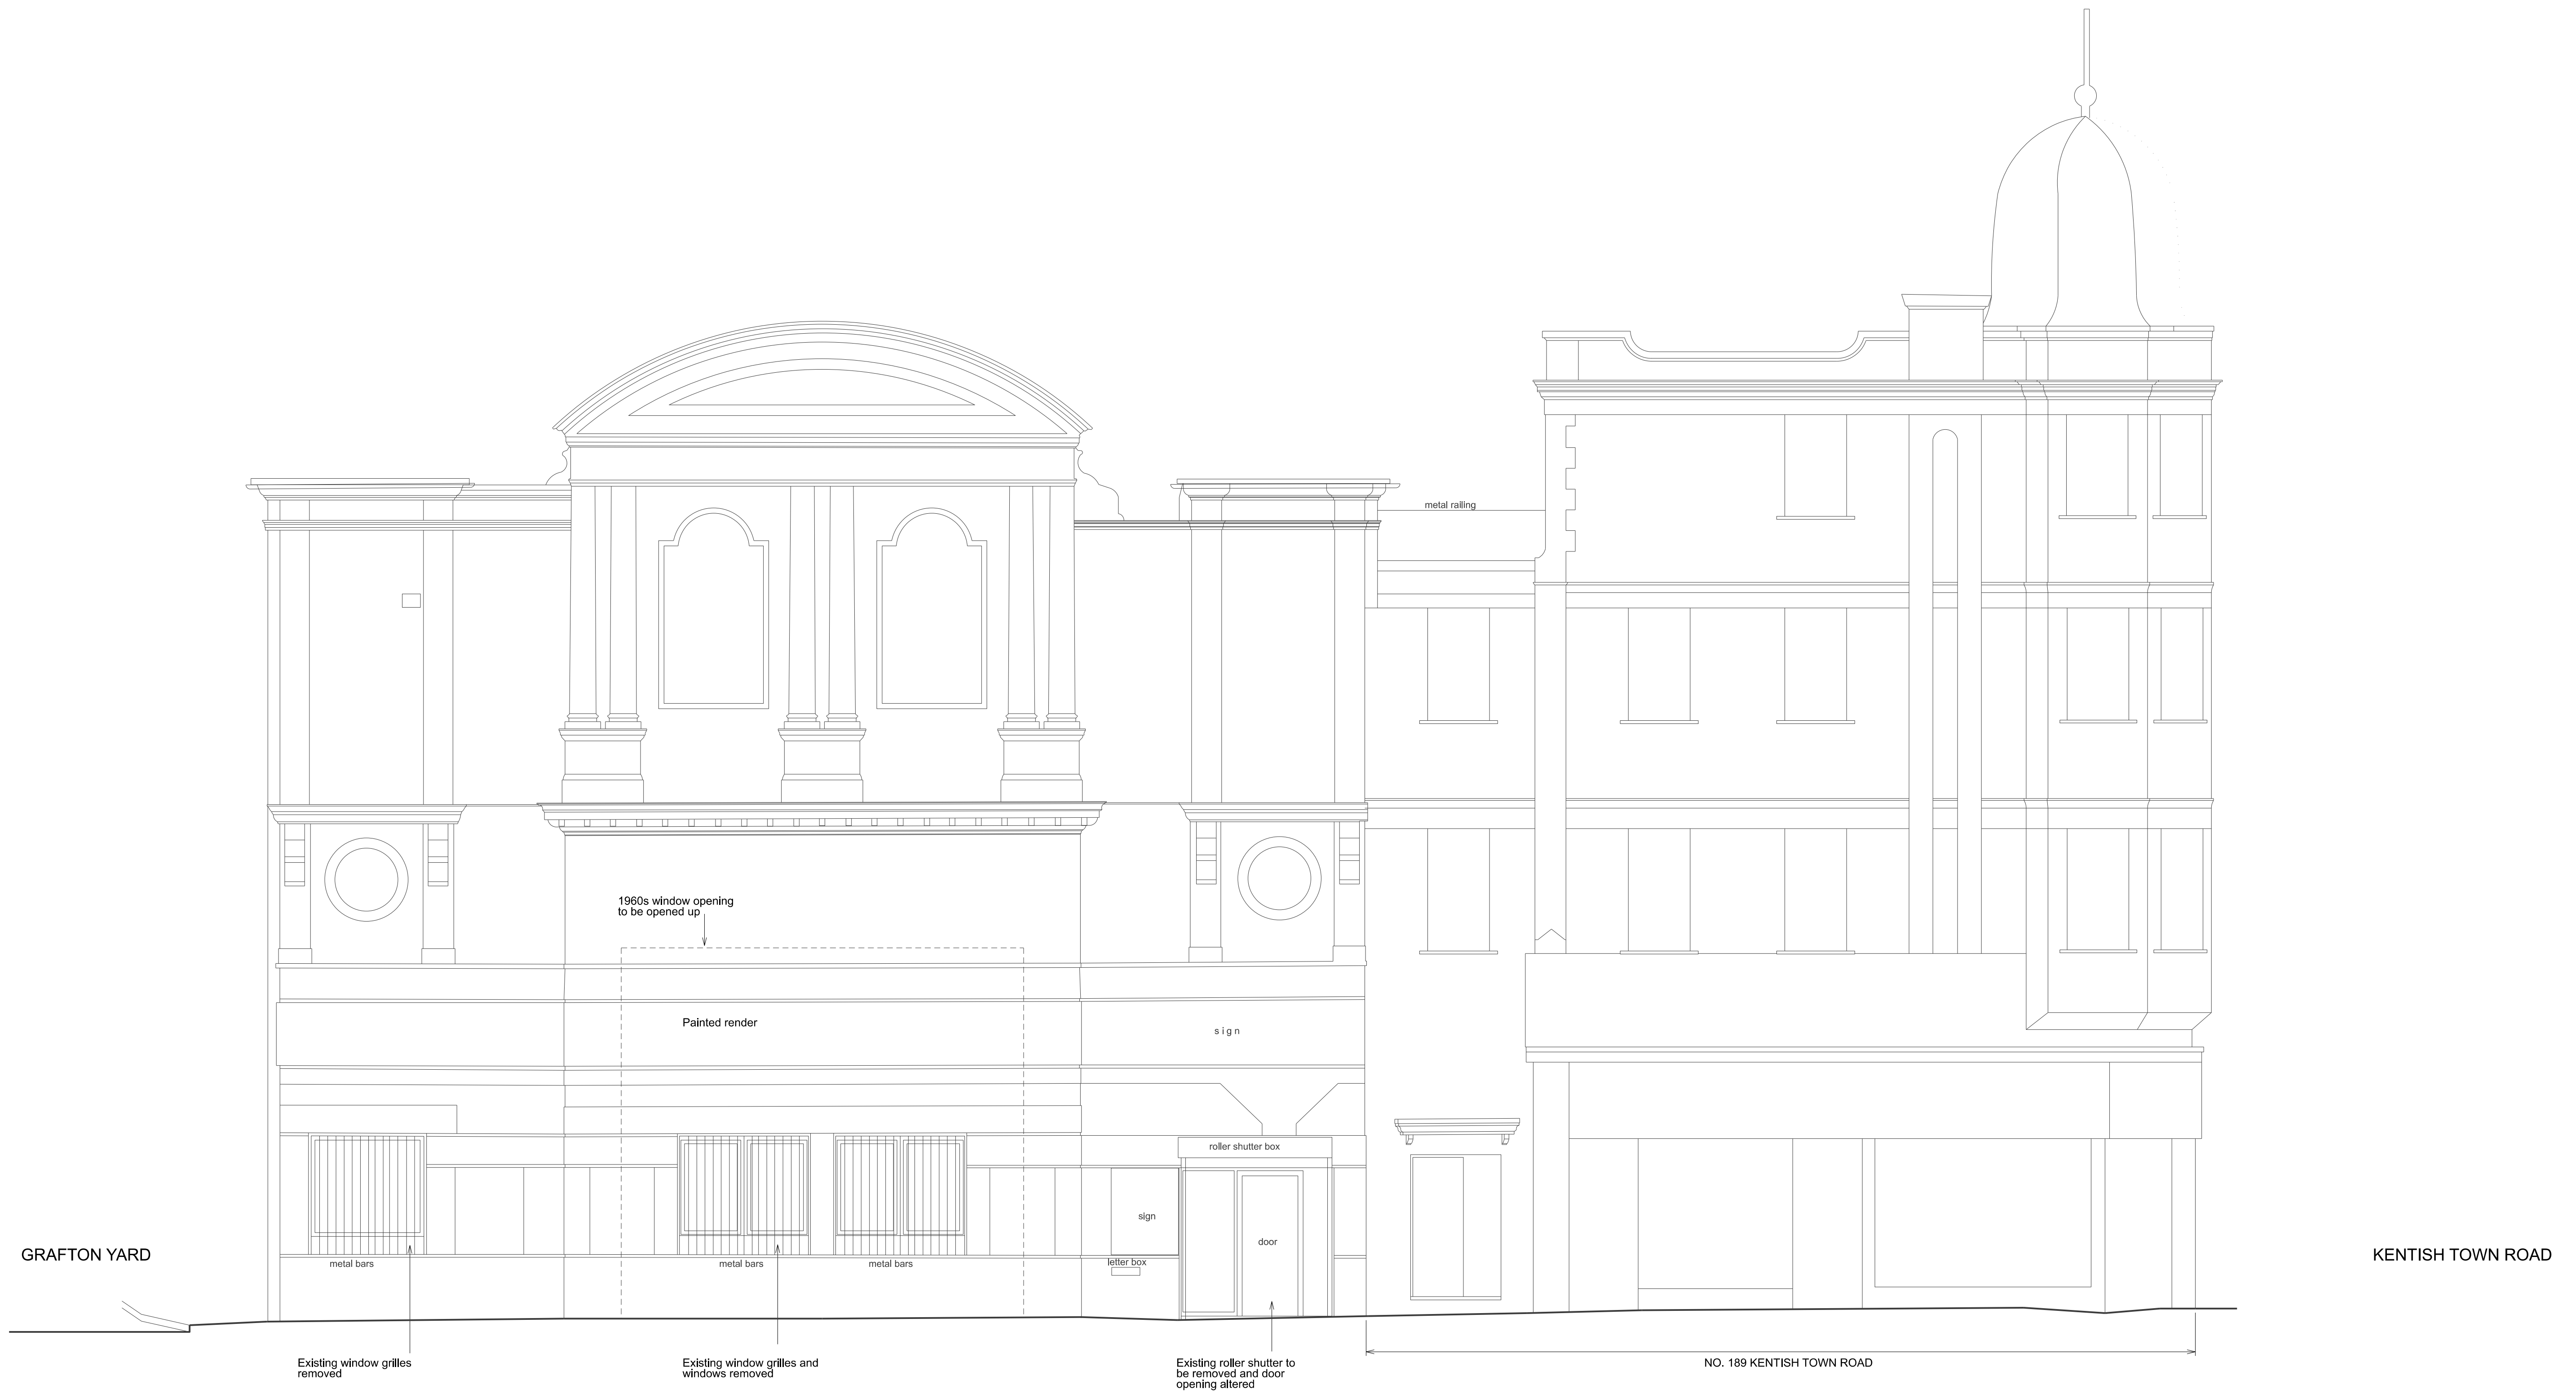 metal railing
1960s window opening
to be opened up
Painted render
sign
roller shutter box
sign
door
GRAFTON YARD
KENTISH TOWN ROAD
metal bars
metal bars
metal bars
letter box
Existing window grilles
removed
Existing window grilles and
windows removed
Existing roller shutter to
be removed and door
opening altered
NO. 189 KENTISH TOWN ROAD